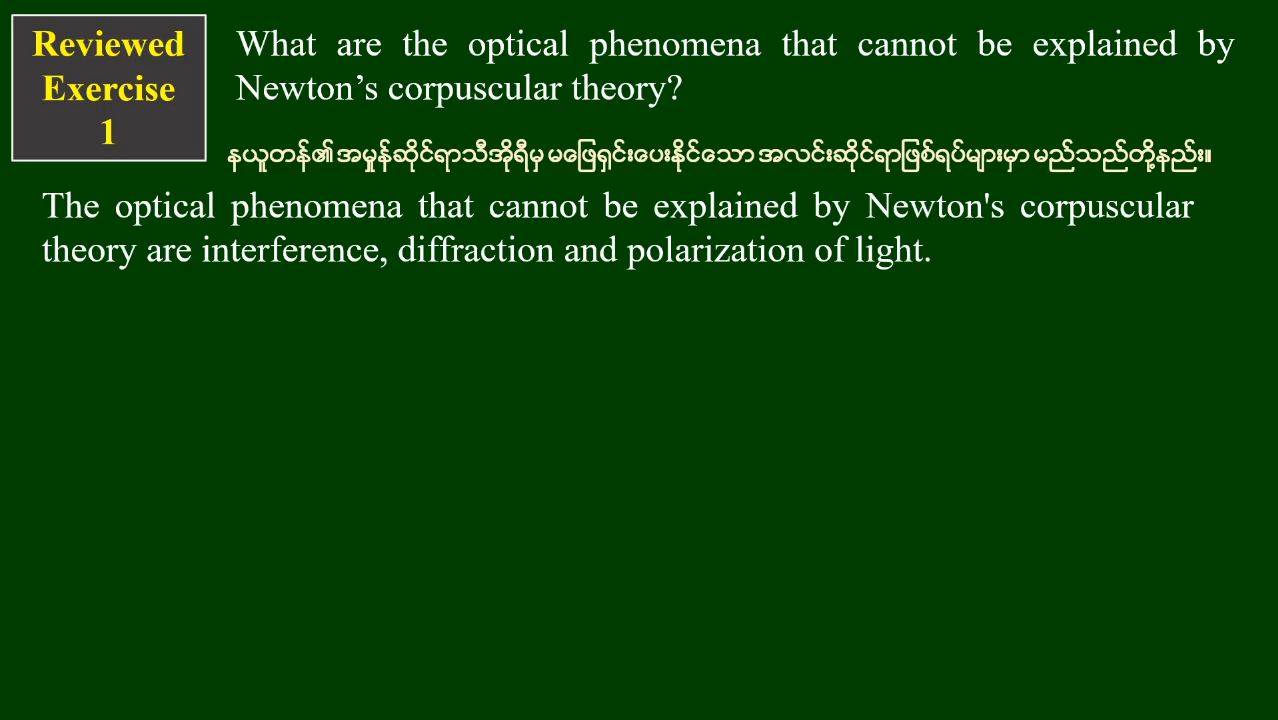 Reviewed
Exercise
1
What are the optical phenomena that cannot be explained by
Newton’s corpuscular theory?
နယူတန်၏ အမှုန်ဆိုင်ရာသီအိုရီမှ မဖြေရှင်းပေးနိုင်သော အလင်းဆိုင်ရာဖြစ်ရပ်များမှာ မည်သည်တို့နည်း။
The optical phenomena that cannot be explained by Newton's corpuscular
theory are interference, diffraction and polarization of light.